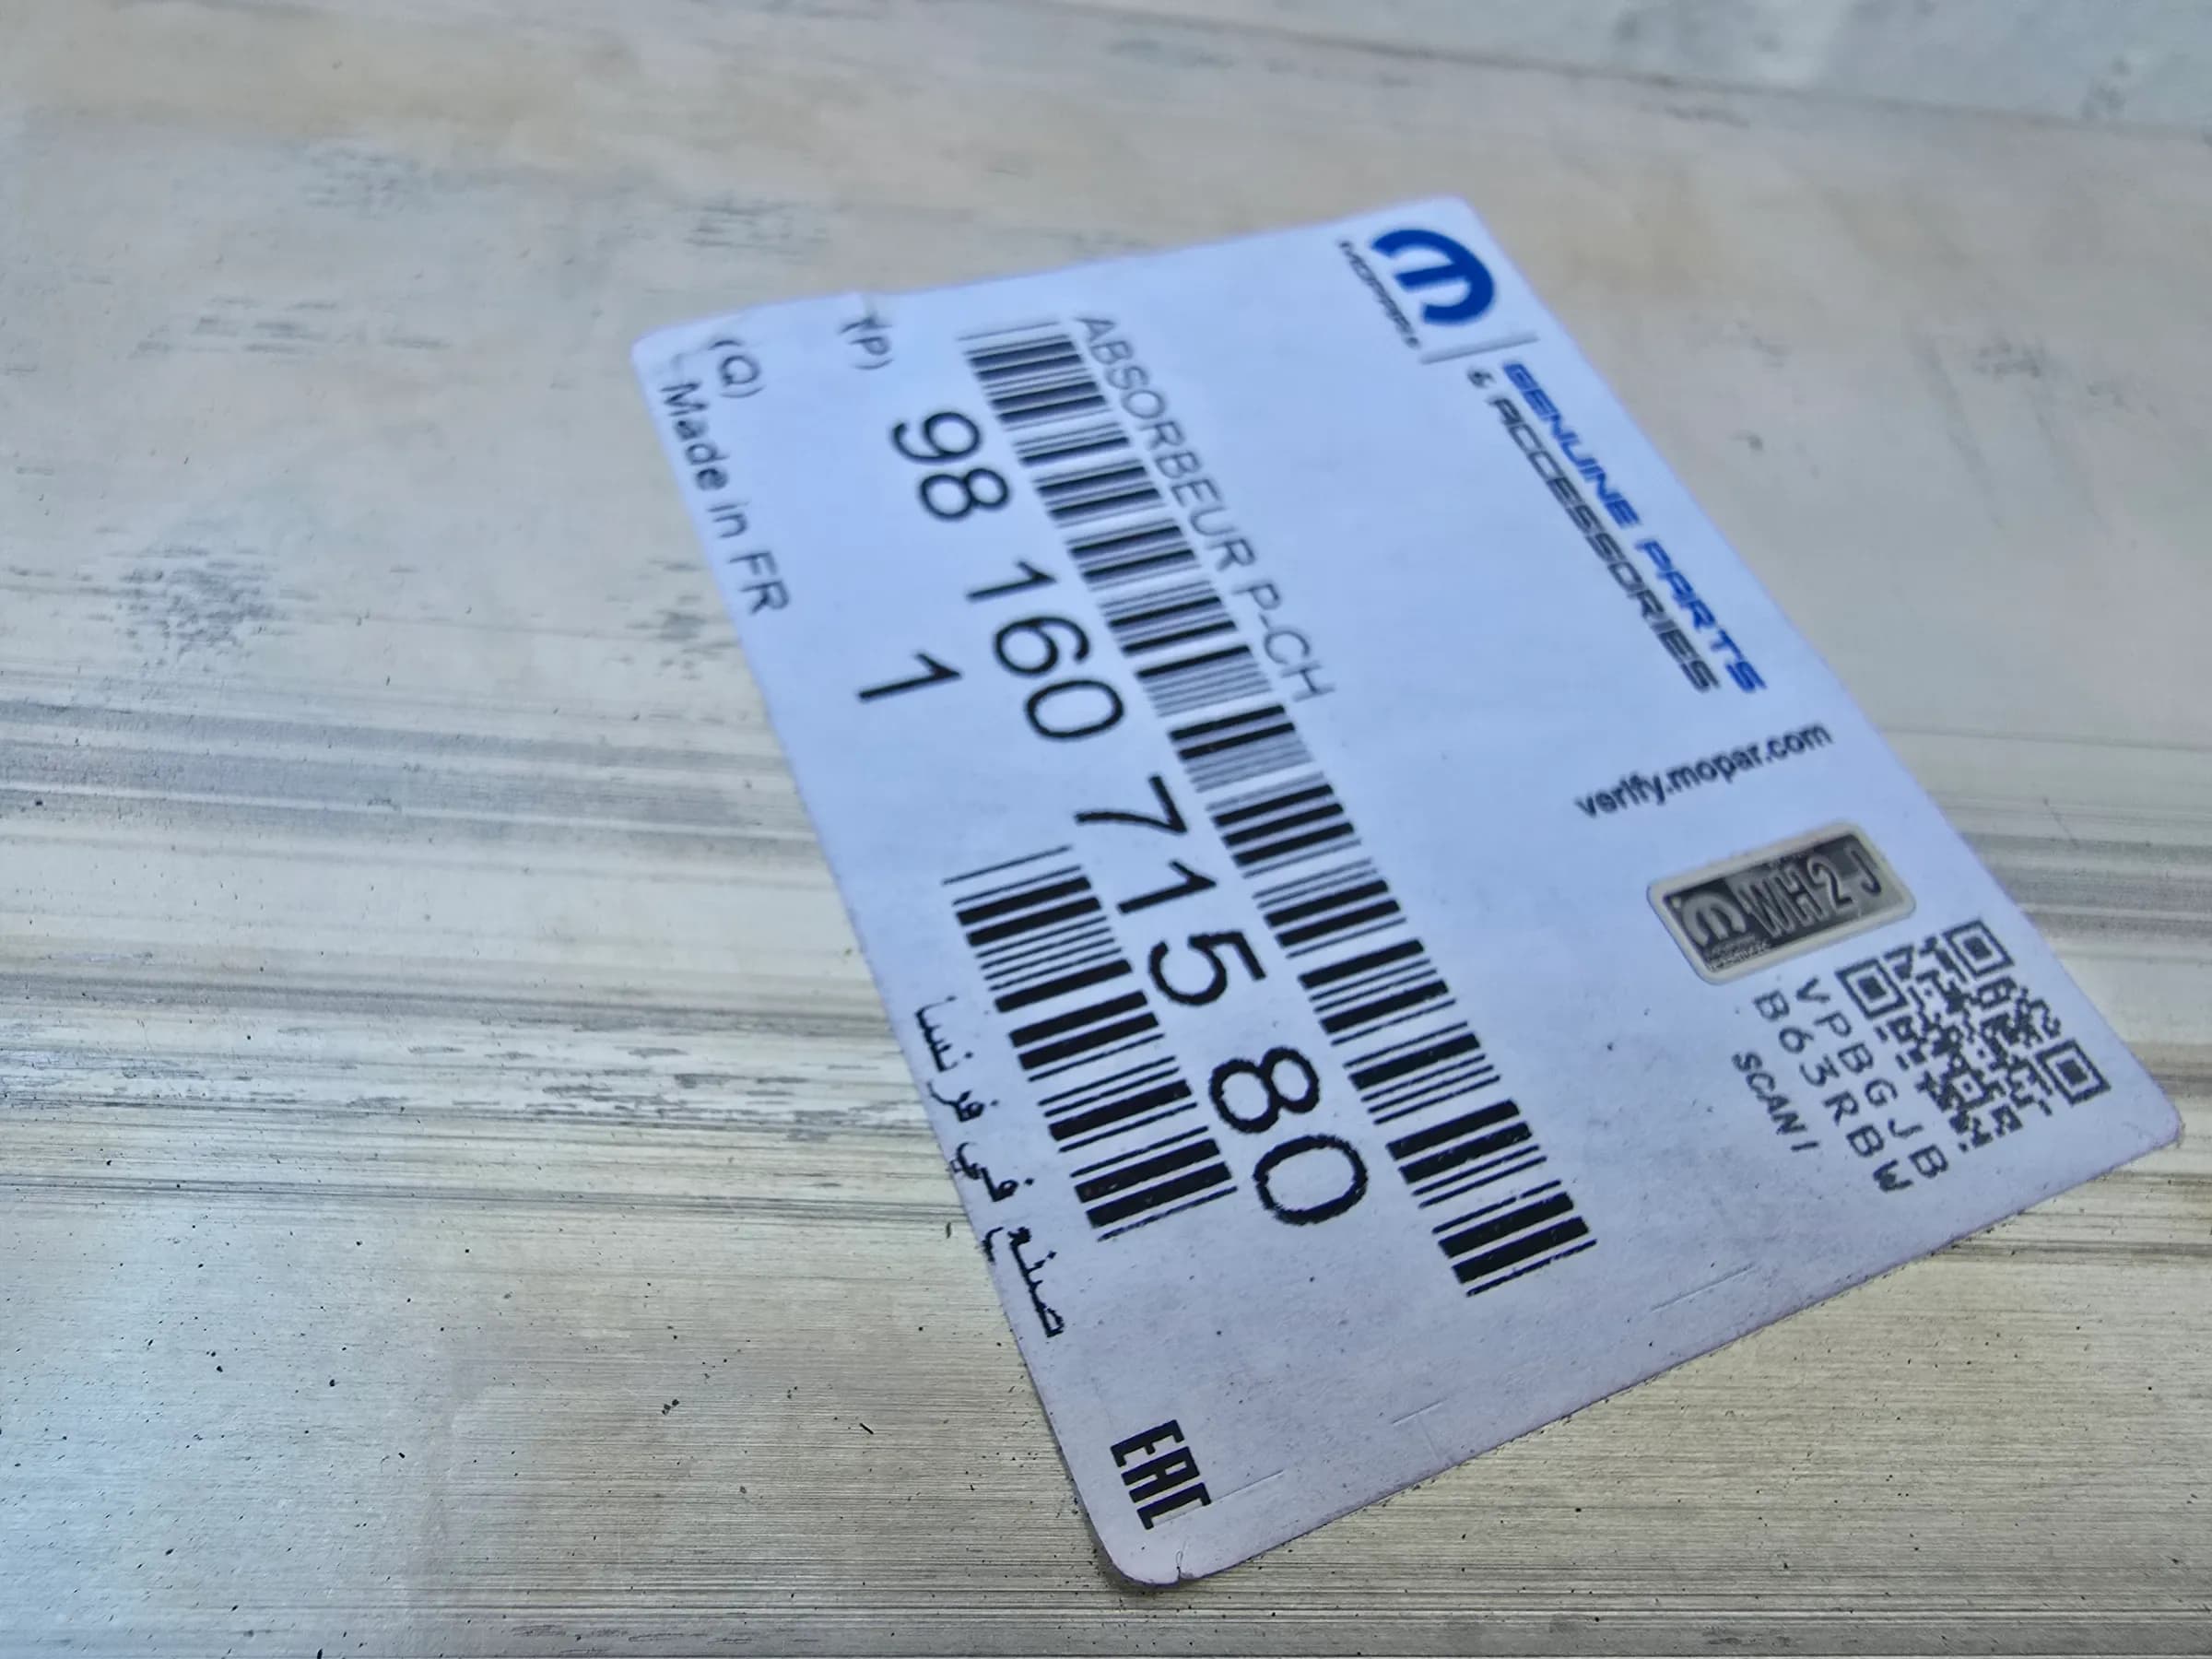 MOPAR
GENUINE PARTS
& ACCESSORIES
verify.mopar.com
WH2J
VPBGJB
B63RBW
SCAN!
ABSORBEUR P-CH
(P) 98 160 715 80
(Q) 1
Made in FR
صنع في فرنسا
EAC